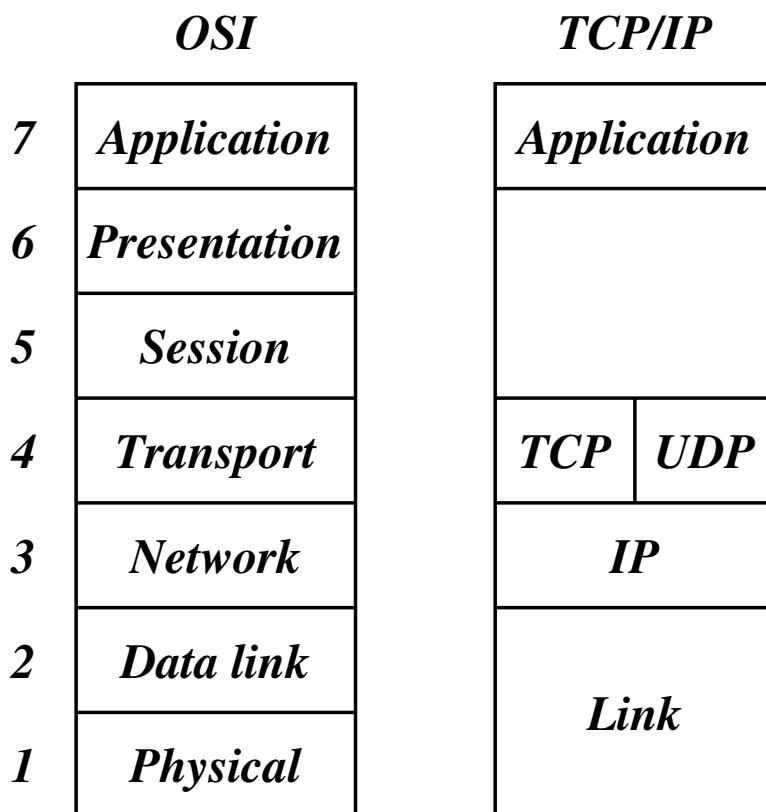 OSI TCP/IP
7 Application Application
6 Presentation
5 Session
4 Transport TCP UDP
3 Network IP
2 Data link
Link
1 Physical